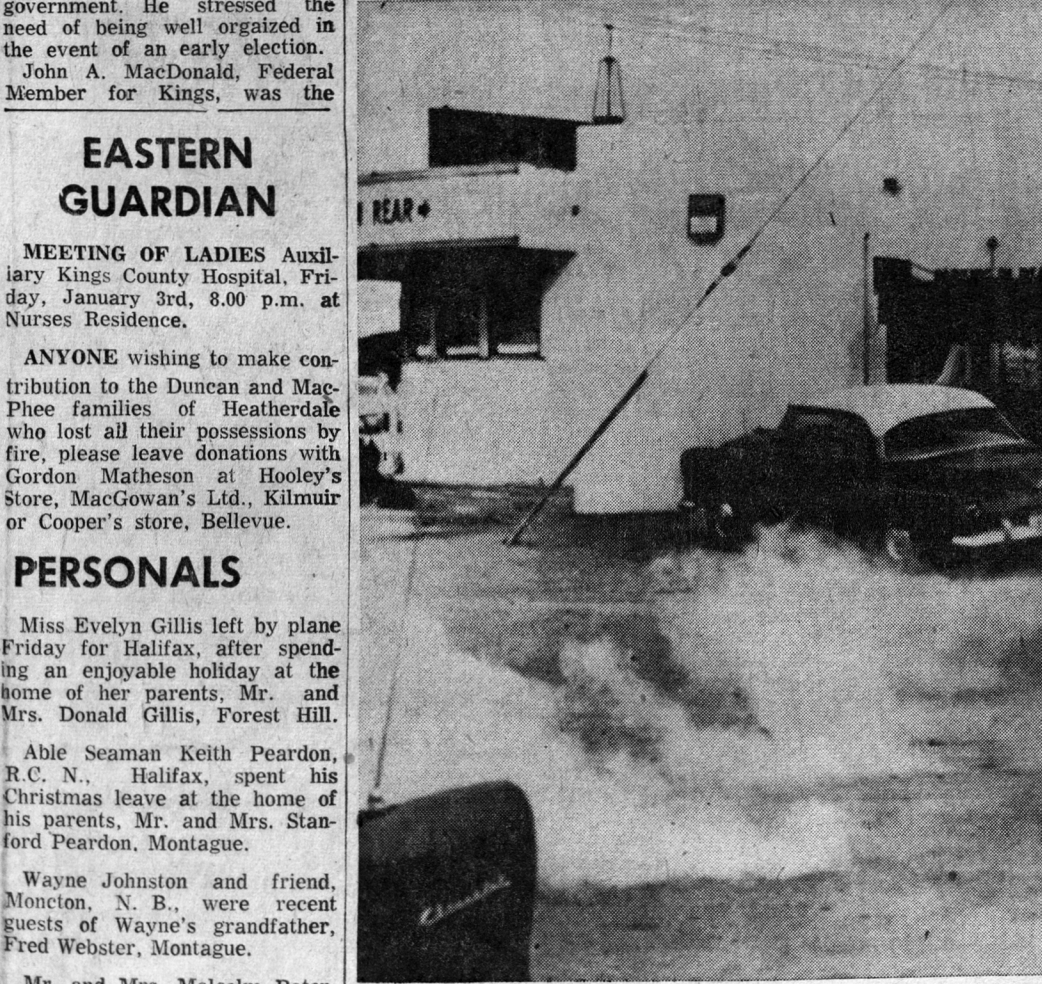 government. He stressed the
need of being well orgaized in
the event of an early election.
John A. MacDonald, Federal
Member for Kings, was the
EASTERN
GUARDIAN
MEETING OF LADIES Auxil-
iary Kings County Hospital, Fri-
day, January 3rd, 8.00 p.m. at
Nurses Residence.
ANYONE wishing to make con-
tribution to the Duncan and Mac-
Phee families of Heatherdale
who lost all their possessions by
fire, please leave donations with
Gordon Matheson at Hooley's
Store, MacGowan's Ltd., Kilmuir
or Cooper's store, Bellevue.
PERSONALS
Miss Evelyn Gillis left by plane
Friday for Halifax, after spend-
ing an enjoyable holiday at the
home of her parents, Mr. and
Mrs. Donald Gillis, Forest Hill.
Able Seaman Keith Peardon,
R.C. N., Halifax, spent his
Christmas leave at the home of
his parents, Mr. and Mrs. Stan-
ford Peardon, Montague.
Wayne Johnston and friend,
Moncton, N. B., were recent
guests of Wayne's grandfather,
Fred Webster, Montague.
Mr. and Mrs. Malcolm
REAR